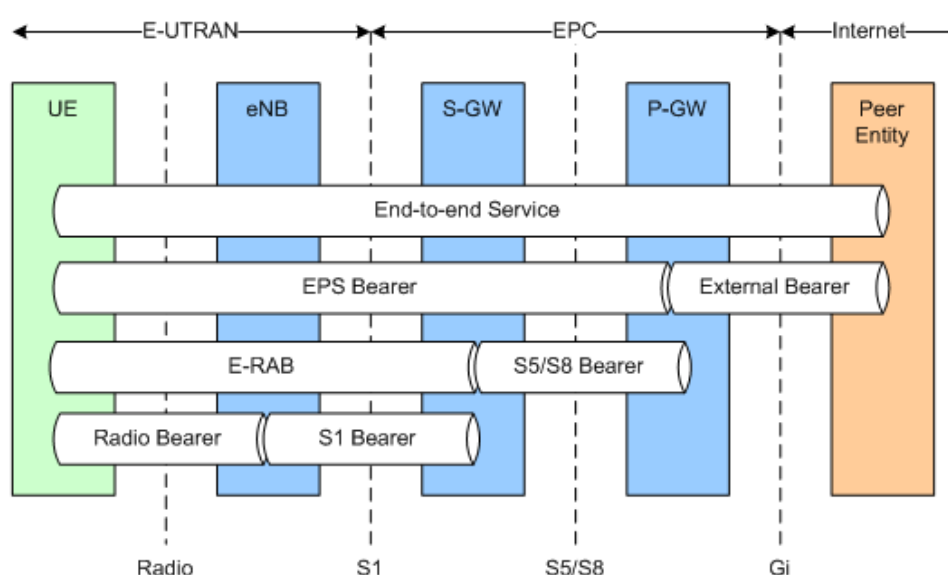 E-UTRAN
EPC
Internet
UE
eNB
S-GW
P-GW
Peer
Entity
End-to-end Service
EPS Bearer
External Bearer
E-RAB
S5/S8 Bearer
Radio Bearer
S1 Bearer
Radio
S1
S5/S8
Gi